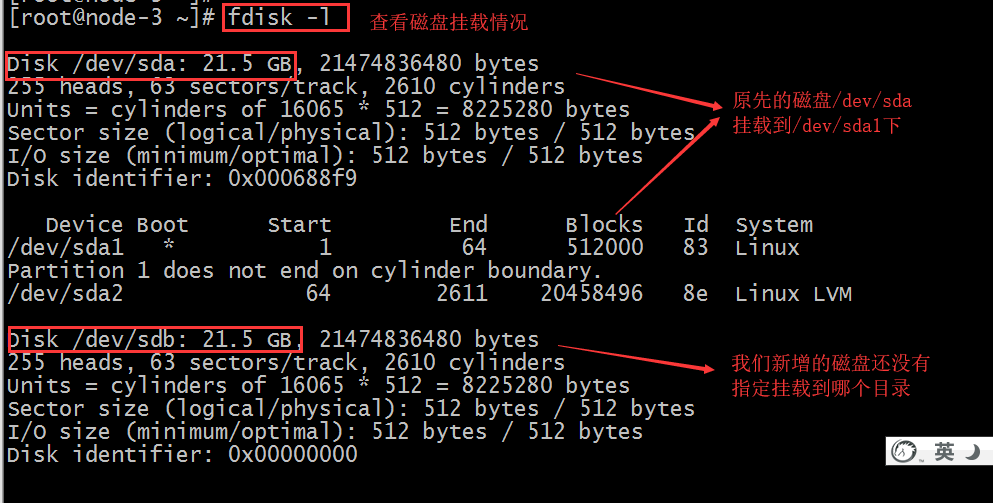 [root@node-3 ~]# fdisk -l 查看磁盘挂载情况
Disk /dev/sda: 21.5 GB, 21474836480 bytes
255 heads, 63 sectors/track, 2610 cylinders
Units = cylinders of 16065 * 512 = 8225280 bytes
Sector size (logical/physical): 512 bytes / 512 bytes
I/O size (minimum/optimal): 512 bytes / 512 bytes
Disk identifier: 0x000688f9
原先的磁盘/dev/sda
挂载到/dev/sda1下
Device Boot Start End Blocks Id System
/dev/sda1 * 1 64 512000 83 Linux
Partition 1 does not end on cylinder boundary.
/dev/sda2 64 2611 20458496 8e Linux LVM
Disk /dev/sdb: 21.5 GB, 21474836480 bytes
255 heads, 63 sectors/track, 2610 cylinders
Units = cylinders of 16065 * 512 = 8225280 bytes
Sector size (logical/physical): 512 bytes / 512 bytes
I/O size (minimum/optimal): 512 bytes / 512 bytes
Disk identifier: 0x00000000
我们新增的磁盘还没有
指定挂载到哪个目录
英